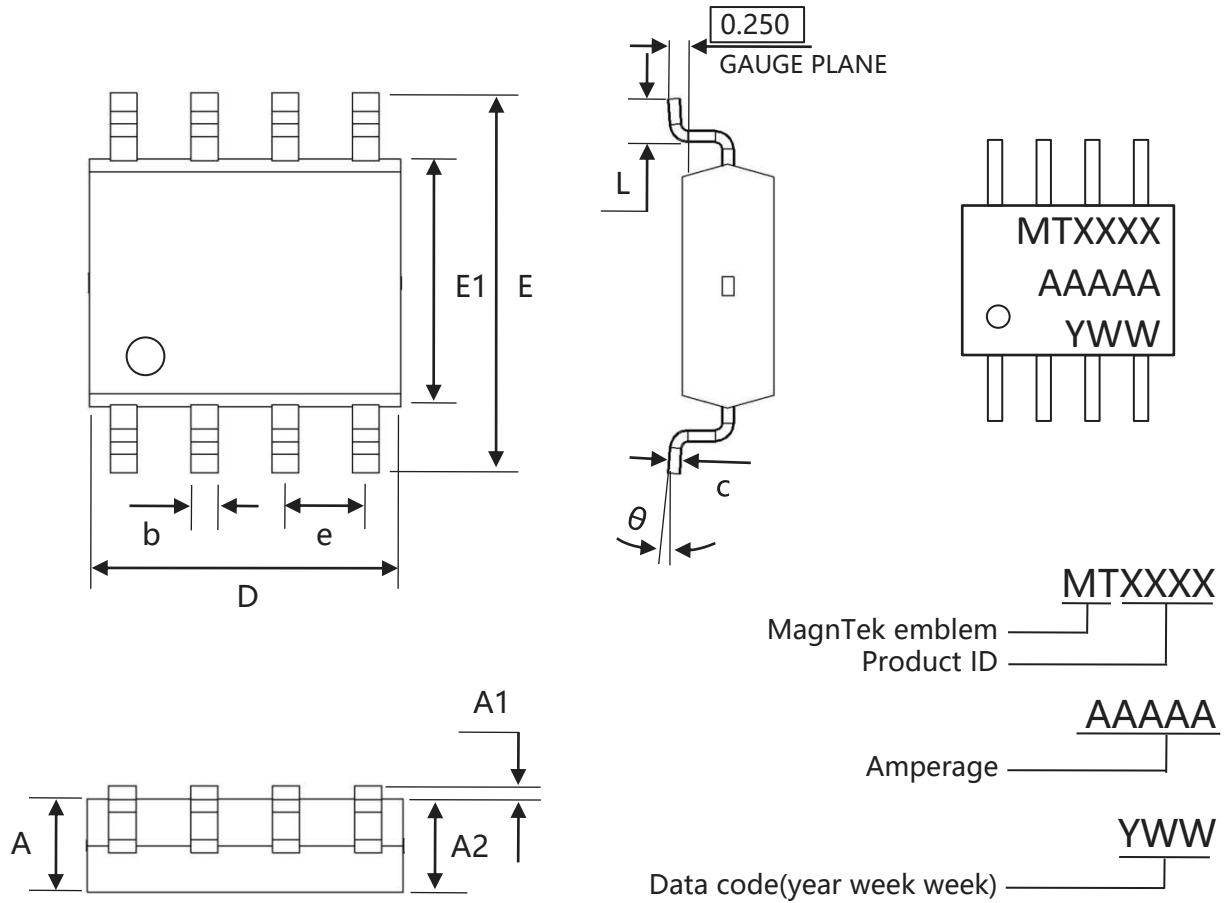 0.250
GAUGE PLANE
L
E1
E
MTXXXX
AAAAA
YWW
b
e
c
θ
D
MTXXXX
MagnTek emblem
Product ID
A1
AAAAA
Amperage
A
A2
YWW
Data code(year week week)